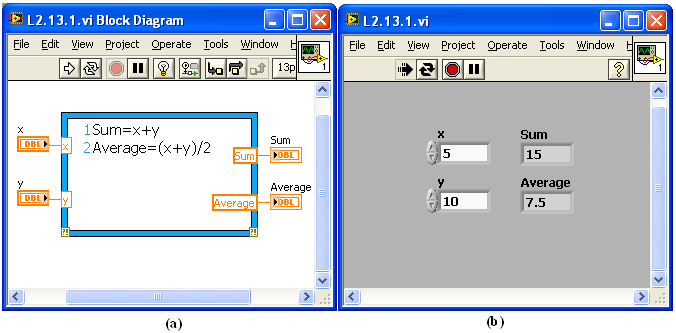 L2.13.1.vi Block Diagram
File Edit View Project Operate Tools Window H
13p
1
x
DBL
x
1 Sum=x+y
2 Average=(x+y)/2
Sum
Sum
DBL
y
DBL
y
Average
Average
DBL
(a)
L2.13.1.vi
File Edit View Project Operate Tools Window
?
1
x
5
Sum
15
y
10
Average
7.5
(b)